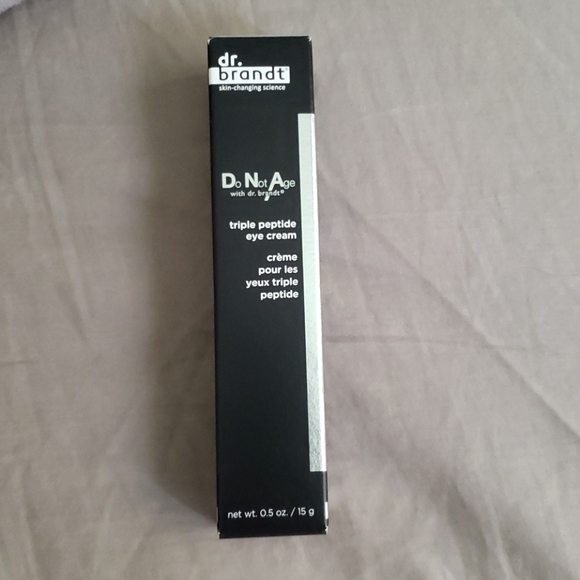 dr.
brandt
skin-changing science
Do Not Age
with dr. brandt®
triple peptide
eye cream
crème
pour les
yeux triple
peptide
net wt. 0.5 oz. / 15 g